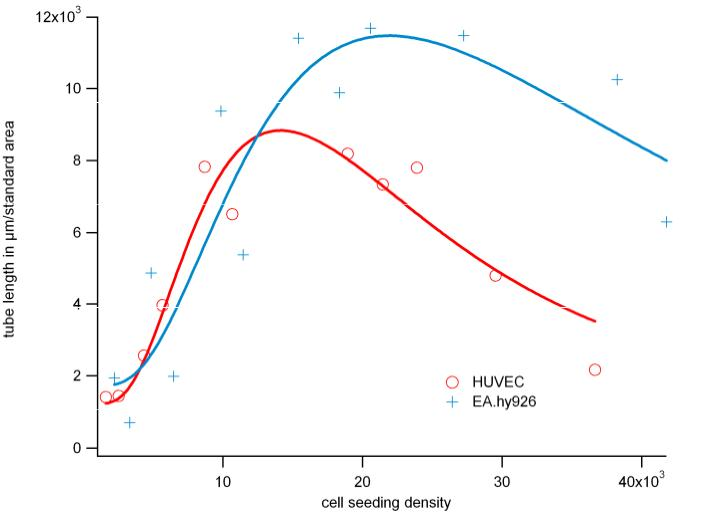 12x10³
10
8
6
4
2
0
tube length in µm/standard area
10
20
30
40x10³
cell seeding density
HUVEC
EA.hy926